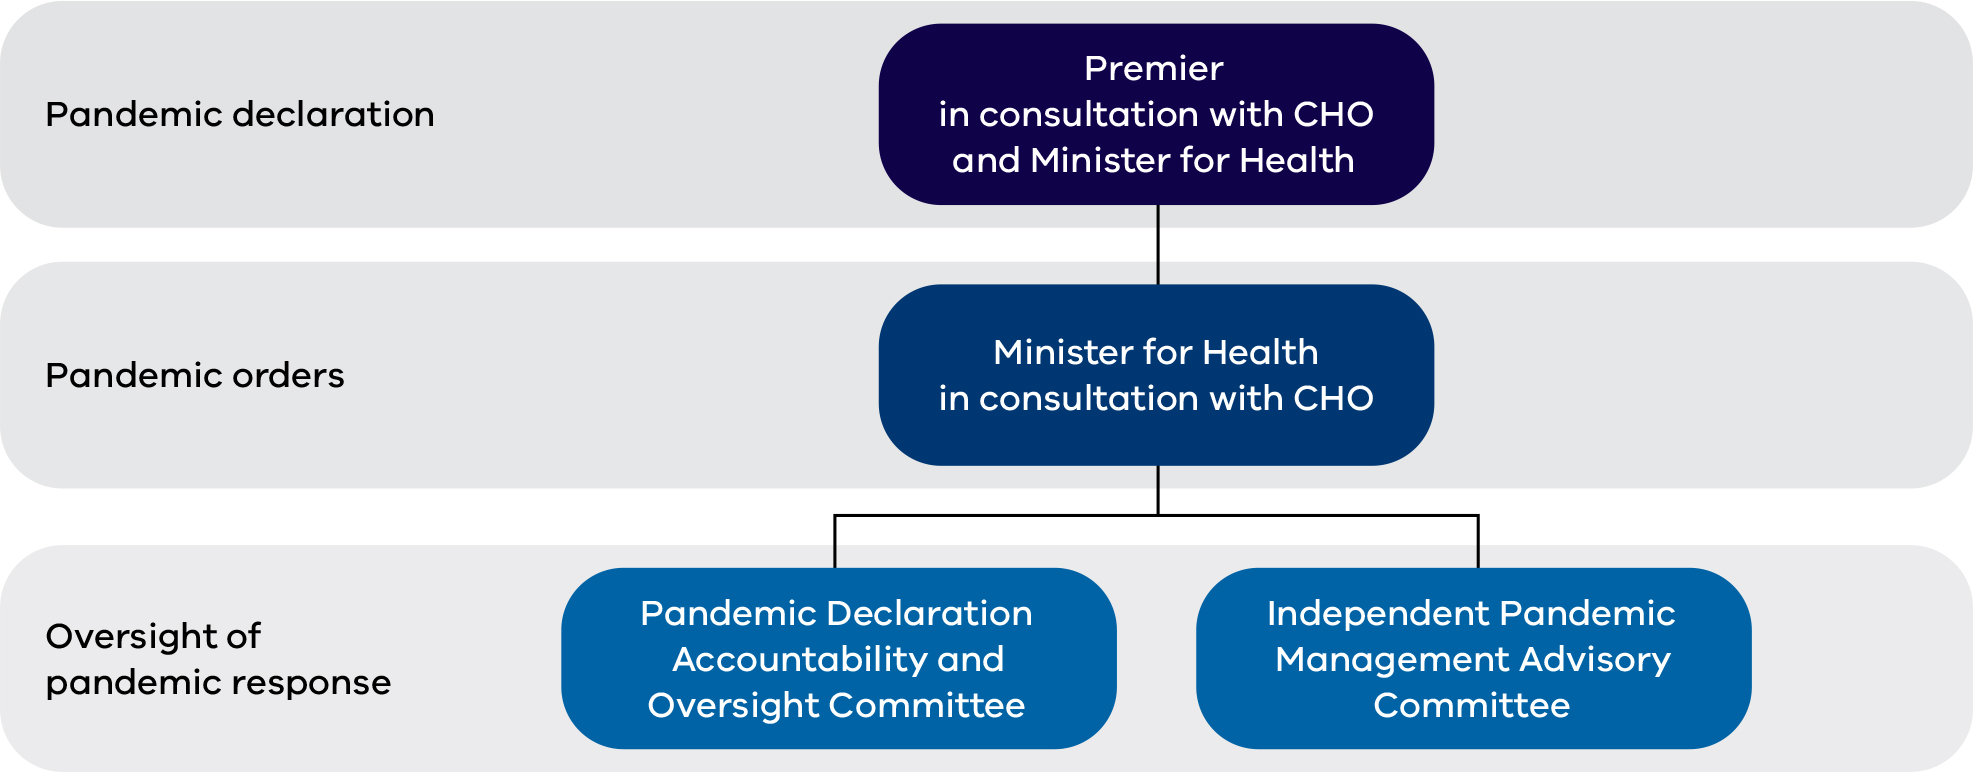 Pandemic declaration
Premier
in consultation with CHO
and Minister for Health
Pandemic orders
Minister for Health
in consultation with CHO
Oversight of
pandemic response
Pandemic Declaration
Accountability and
Oversight Committee
Independent Pandemic
Management Advisory
Committee